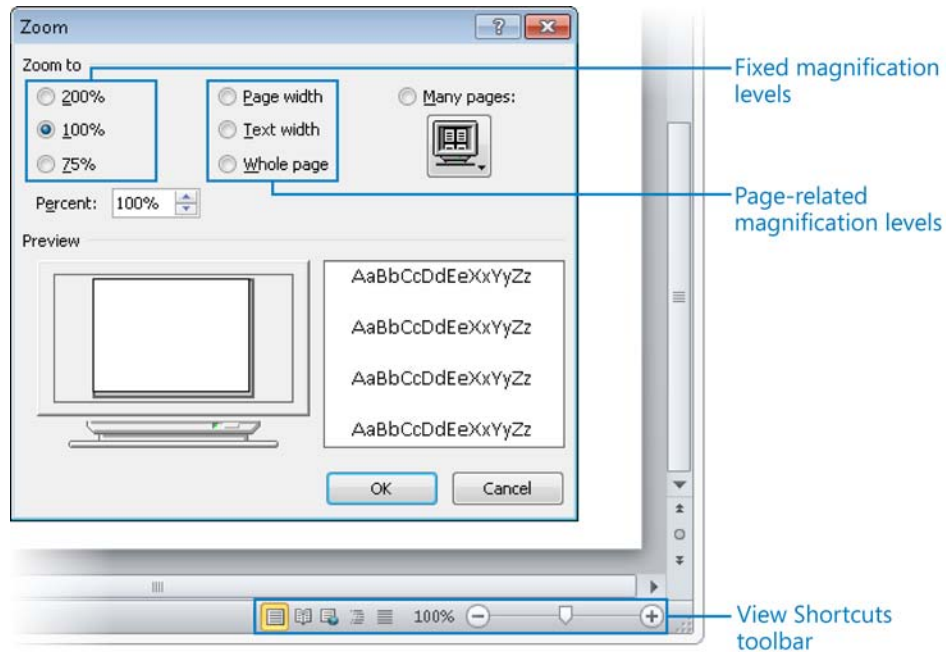 Zoom
Zoom to
200% Page width Many pages:
100% Text width
75% Whole page
Percent: 100%
Preview
AaBbCcDdEeXxYyZz
AaBbCcDdEeXxYyZz
AaBbCcDdEeXxYyZz
AaBbCcDdEeXxYyZz
OK Cancel
100%
Fixed magnification
levels
Page-related
magnification levels
View Shortcuts
toolbar